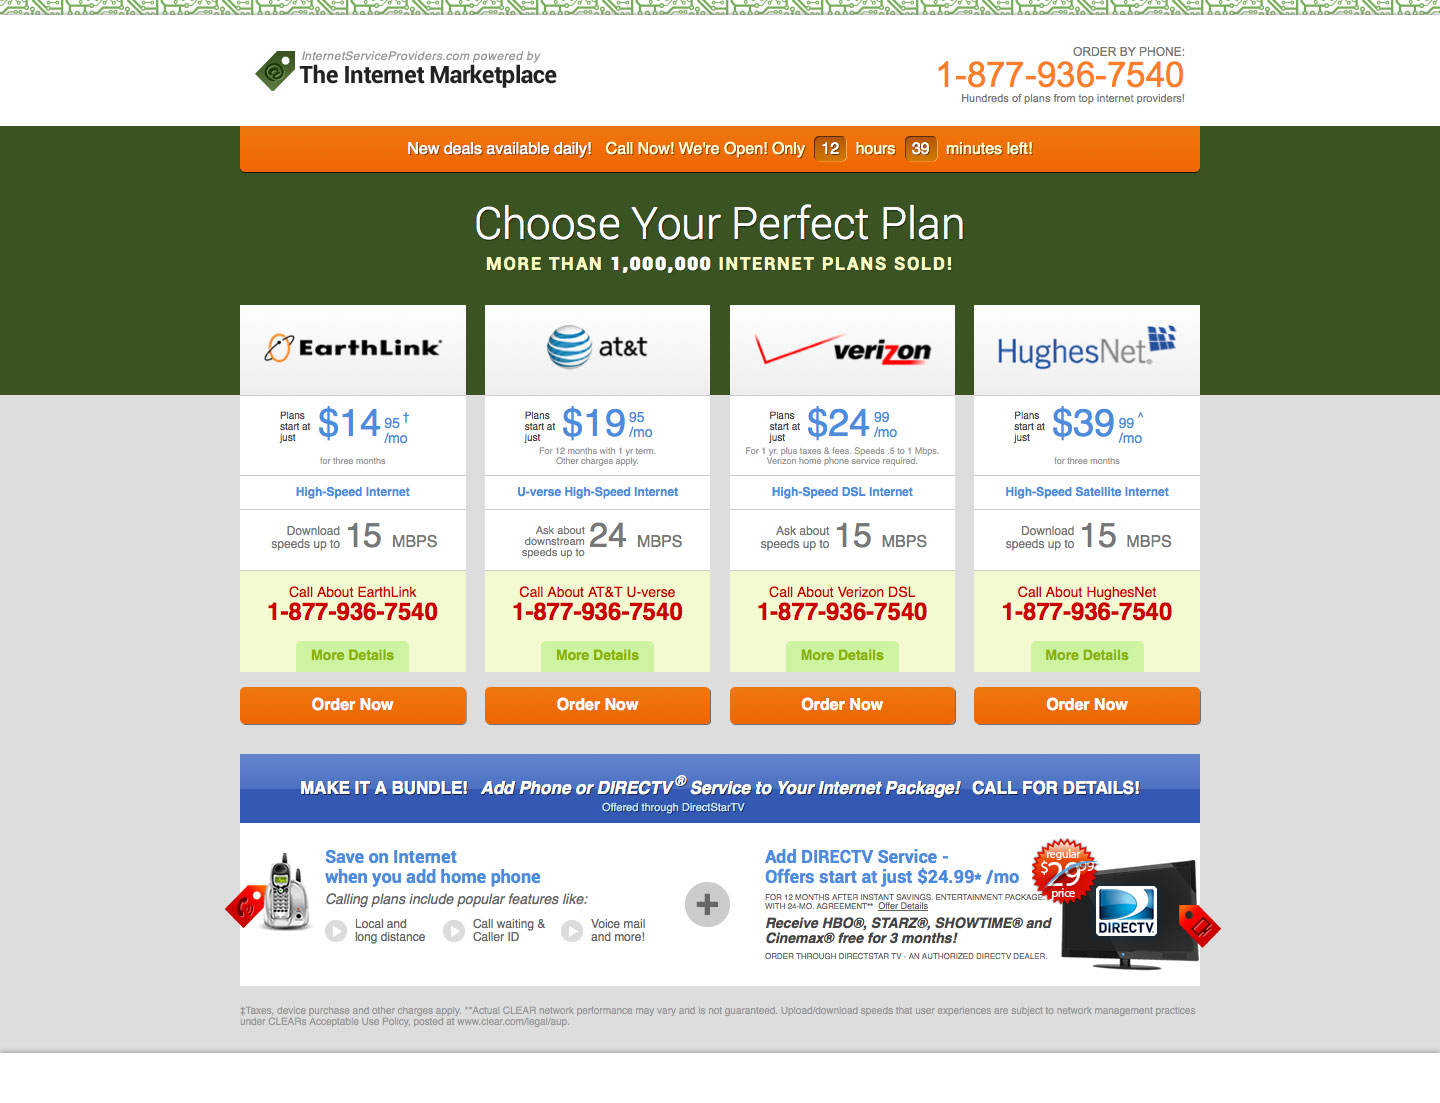 InternetServiceProviders.com powered by
The Internet Marketplace
ORDER BY PHONE:
1-877-936-7540
Hundreds of plans from top internet providers!
New deals available daily! Call Now! We're Open! Only 12 hours 39 minutes left!
Choose Your Perfect Plan
MORE THAN 1,000,000 INTERNET PLANS SOLD!
EarthLink®
Plans
start at
just
$14 95 †
/mo
for three months
High-Speed Internet
Download
speeds up to
15 MBPS
Call About EarthLink
1-877-936-7540
More Details
Order Now
at&t
Plans
start at
just
$19 95
/mo
For 12 months with 1 yr term.
Other charges apply.
U-verse High-Speed Internet
Ask about
downstream
speeds up to
24 MBPS
Call About AT&T U-verse
1-877-936-7540
More Details
Order Now
verizon
Plans
start at
just
$24 99
/mo
For 1 yr. plus taxes & fees. Speeds .5 to 1 Mbps.
Verizon home phone service required.
High-Speed DSL Internet
Ask about
speeds up to
15 MBPS
Call About Verizon DSL
1-877-936-7540
More Details
Order Now
HughesNet®
Plans
start at
just
$39 99 ^
/mo
for three months
High-Speed Satellite Internet
Download
speeds up to
15 MBPS
Call About HughesNet
1-877-936-7540
More Details
Order Now
MAKE IT A BUNDLE! Add Phone or DIRECTV® Service to Your Internet Package! CALL FOR DETAILS!
Offered through DirectStarTV
Save on Internet
when you add home phone
Calling plans include popular features like:
Local and
long distance
Call waiting &
Caller ID
Voice mail
and more!
Add DIRECTV Service -
Offers start at just $24.99* /mo
FOR 12 MONTHS AFTER INSTANT SAVINGS. ENTERTAINMENT PACKAGE.
WITH 24-MO. AGREEMENT** Offer Details
Receive HBO®, STARZ®, SHOWTIME® and
Cinemax® free for 3 months!
ORDER THROUGH DIRECTSTAR TV - AN AUTHORIZED DIRECTV DEALER.
regular
$29.99
price
DIRECTV
‡Taxes, device purchase and other charges apply. **Actual CLEAR network performance may vary and is not guaranteed. Upload/download speeds that user experiences are subject to network management practices
under CLEARs Acceptable Use Policy, posted at www.clear.com/legal/aup.